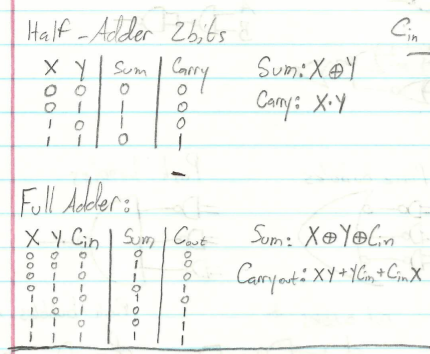 Half-Adder 2bits Cin
X Y Sum Carry Sum: X⊕Y
0 0 0 0
0 1 1 0 Carry: X·Y
1 0 1 0
1 1 0 1
Full Adder:
X Y Cin Sum Cout Sum: X⊕Y⊕Cin
0 0 0 0 0
0 0 1 1 0
0 1 0 1 0 Carryout: XY+YCin+CinX
0 1 1 0 1
1 0 0 1 0
1 0 1 0 1
1 1 0 0 1
1 1 1 1 1